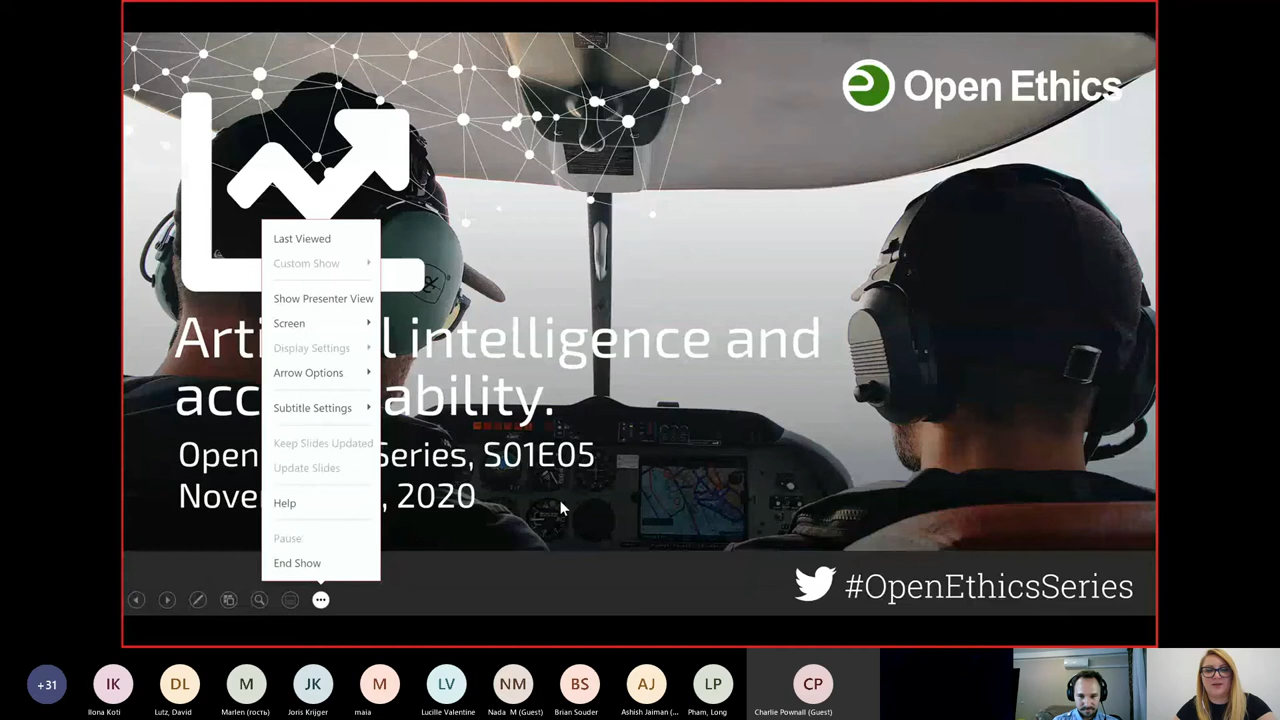 Open Ethics
Last Viewed
Custom Show
Show Presenter View
Screen
Display Settings
Arrow Options
Subtitle Settings
Keep Slides Updated
Update Slides
Help
Pause
End Show
Arti l intelligence and
acc ability.
Open Series, S01E05
Nove , 2020
#OpenEthicsSeries
+31
IK
DL
M
JK
M
LV
NM
BS
AJ
LP
CP
Ilona Koti
Lutz, David
Marlen (гость)
Joris Krijger
maia
Lucille Valentine
Nada M (Guest)
Brian Souder
Ashish Jaiman (...
Pham, Long
Charlie Pownall (Guest)